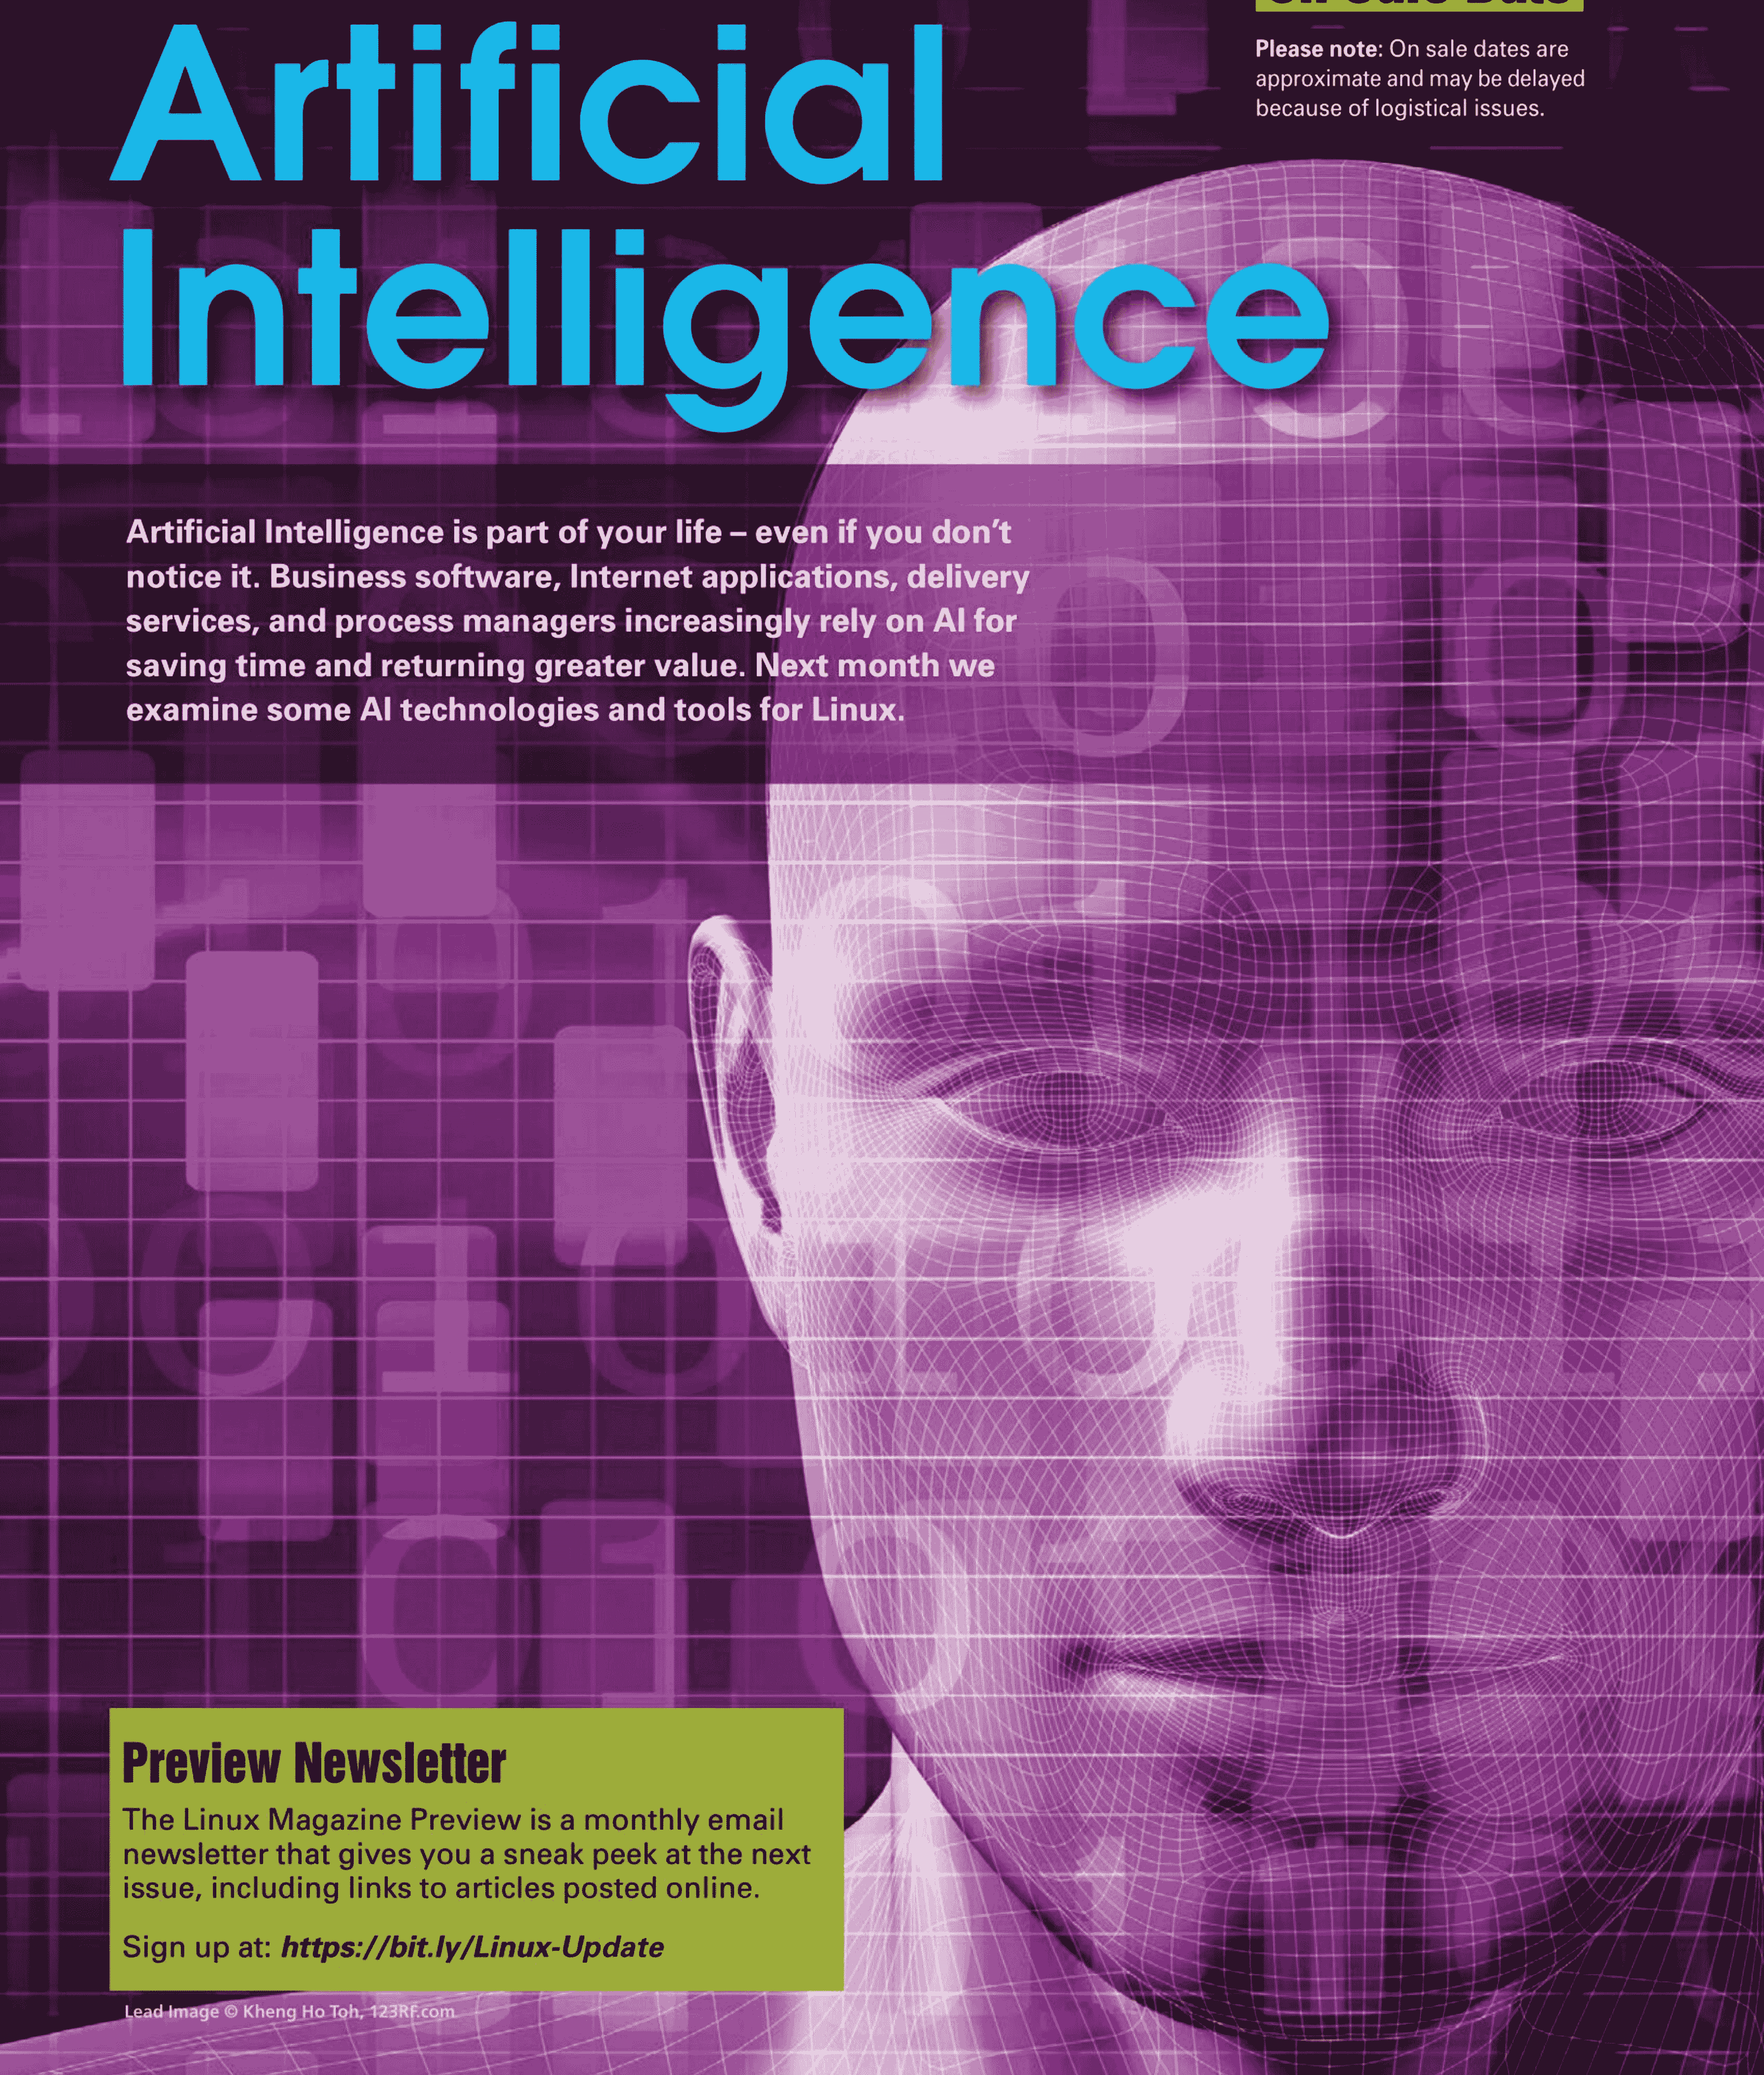 Artificial
Intelligence
Please note: On sale dates are
approximate and may be delayed
because of logistical issues.
Artificial Intelligence is part of your life – even if you don’t
notice it. Business software, Internet applications, delivery
services, and process managers increasingly rely on AI for
saving time and returning greater value. Next month we
examine some AI technologies and tools for Linux.
Preview Newsletter
The Linux Magazine Preview is a monthly email
newsletter that gives you a sneak peek at the next
issue, including links to articles posted online.
Sign up at: https://bit.ly/Linux-Update
Lead Image © Kheng Ho Toh, 123RF.com